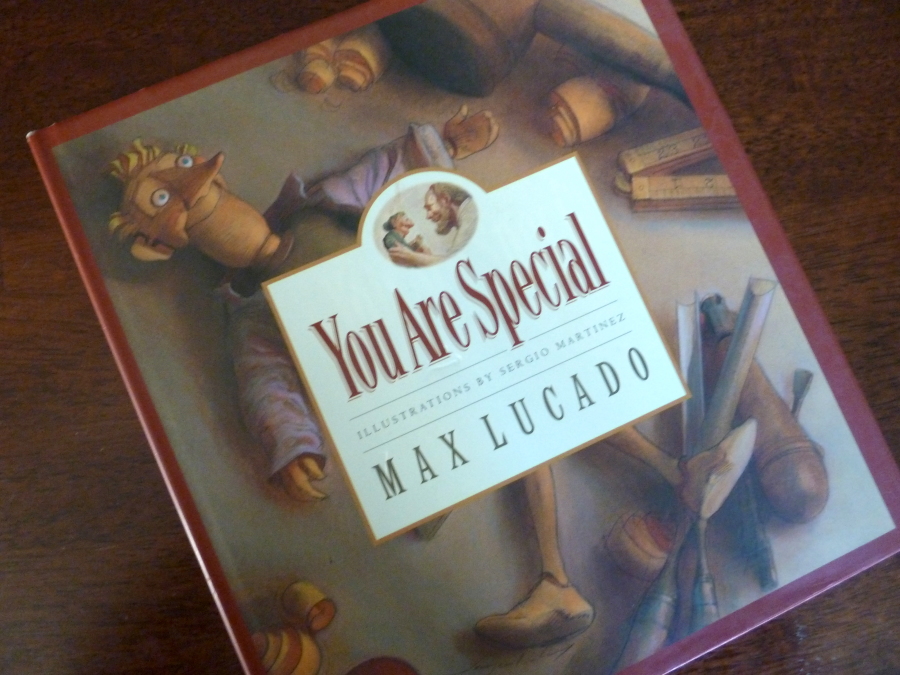 You Are Special
ILLUSTRATIONS BY SERGIO MARTINEZ
MAX LUCADO